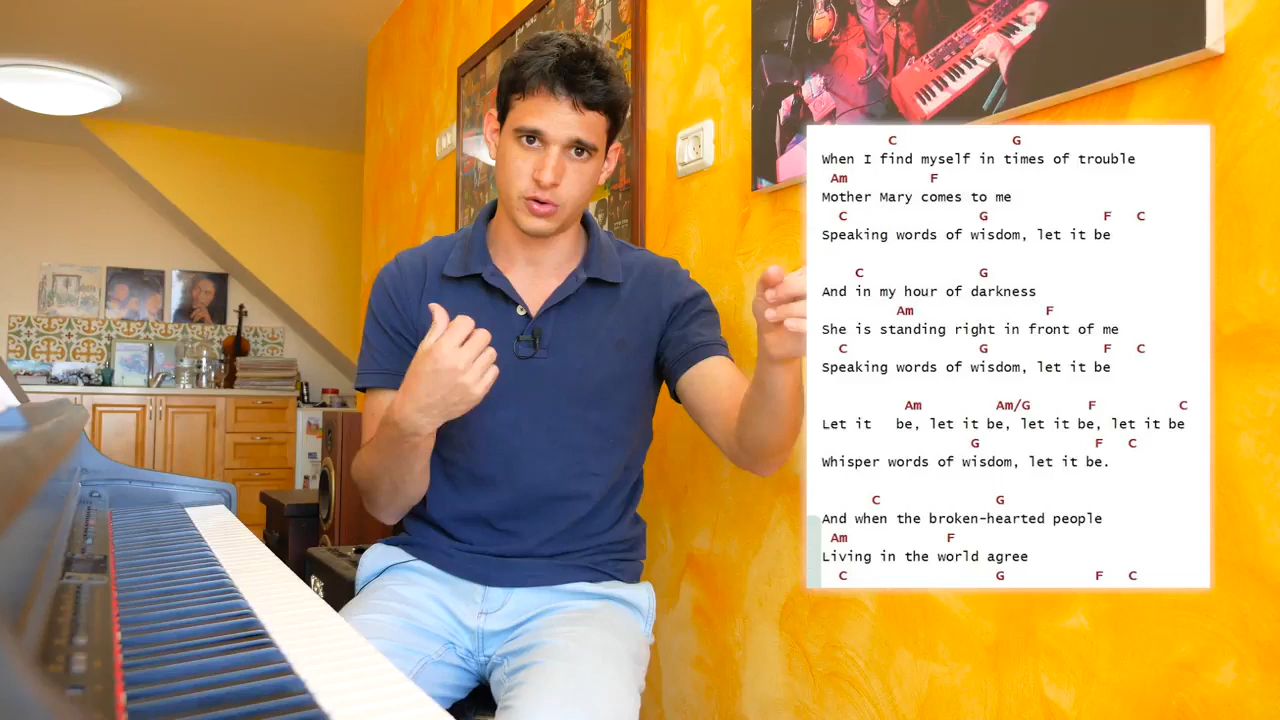 C G
When I find myself in times of trouble
Am F
Mother Mary comes to me
C G F C
Speaking words of wisdom, let it be
C G
And in my hour of darkness
Am F
She is standing right in front of me
C G F C
Speaking words of wisdom, let it be
Am Am/G F C
Let it be, let it be, let it be, let it be
G F C
Whisper words of wisdom, let it be.
C G
And when the broken-hearted people
Am F
Living in the world agree
C G F C